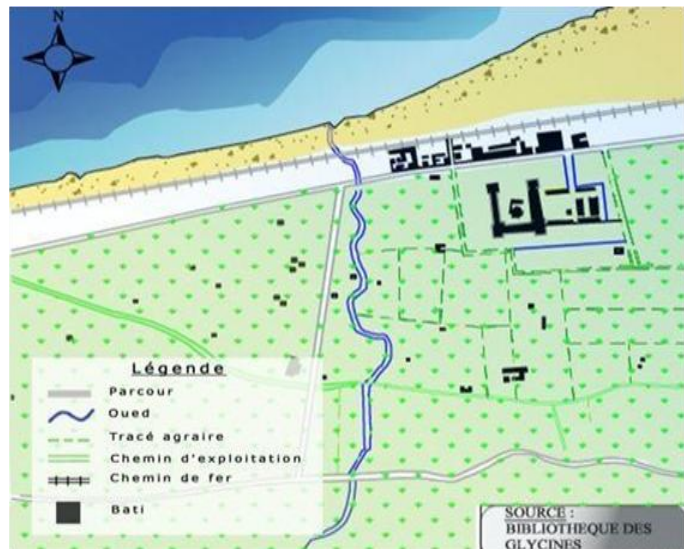 N
Légende
Parcour
Oued
Tracé agraire
Chemin d'exploitation
Chemin de fer
Bati
SOURCE :
BIBLIOTHEQUE DES
GLYCINES